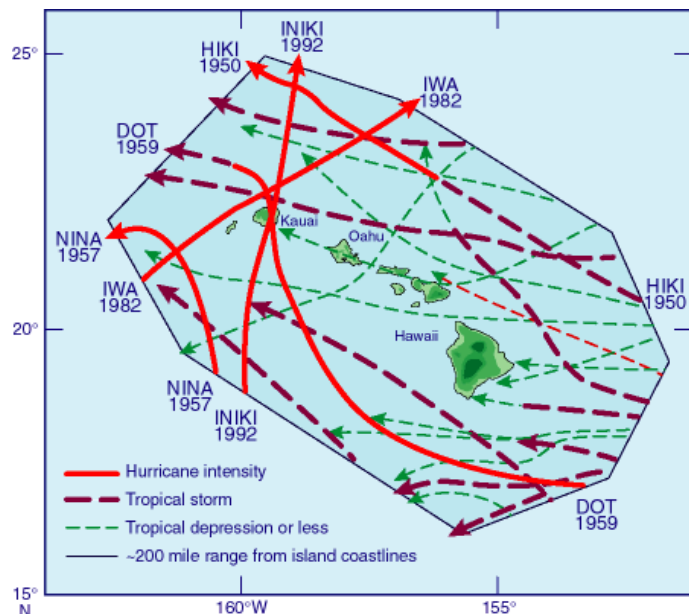 25°
HIKI
1950
INIKI
1992
IWA
1982
DOT
1959
NINA
1957
IWA
1982
Kauai
Oahu
HIKI
1950
20°
Hawaii
NINA
1957
INIKI
1992
Hurricane intensity
Tropical storm
Tropical depression or less
~200 mile range from island coastlines
DOT
1959
15°
N
160°W
155°